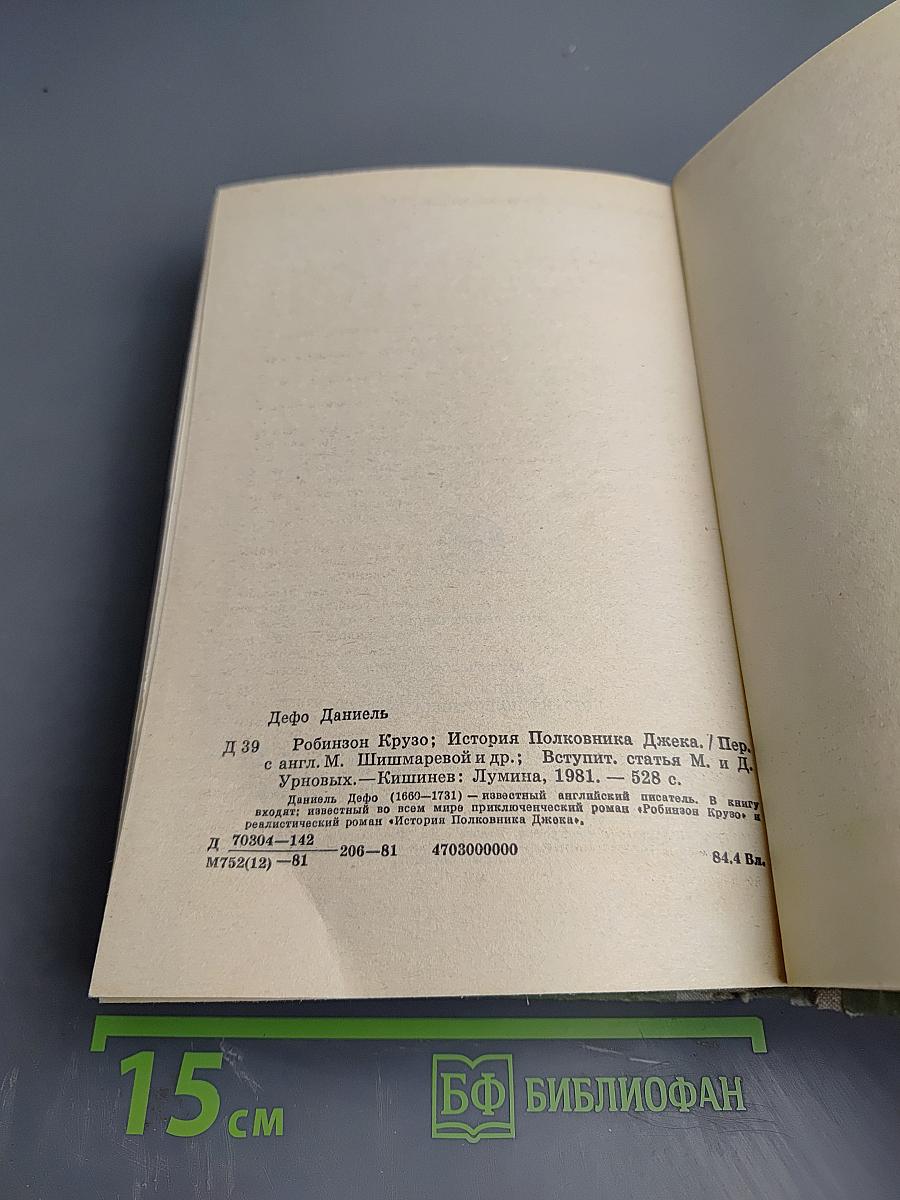 Дефо Даниель
Д 39 Робинзон Крузо; История Полковника Джека. / Пер.
с англ. М. Шишмаревой и др.; Вступит. статья М. и Д.
Урновых.—Кишинев: Лумина, 1981. — 528 с.
Даниель Дефо (1660—1731) — известный английский писатель. В книгу
входят; известный во всем мире приключенческий роман «Робинзон Крузо» и
реалистический роман «История Полковника Джека».
Д 70304—142
М752(12) —81 206—81 4703000000 84.4 Вл.
15 см
БФ БИБЛИОФАН